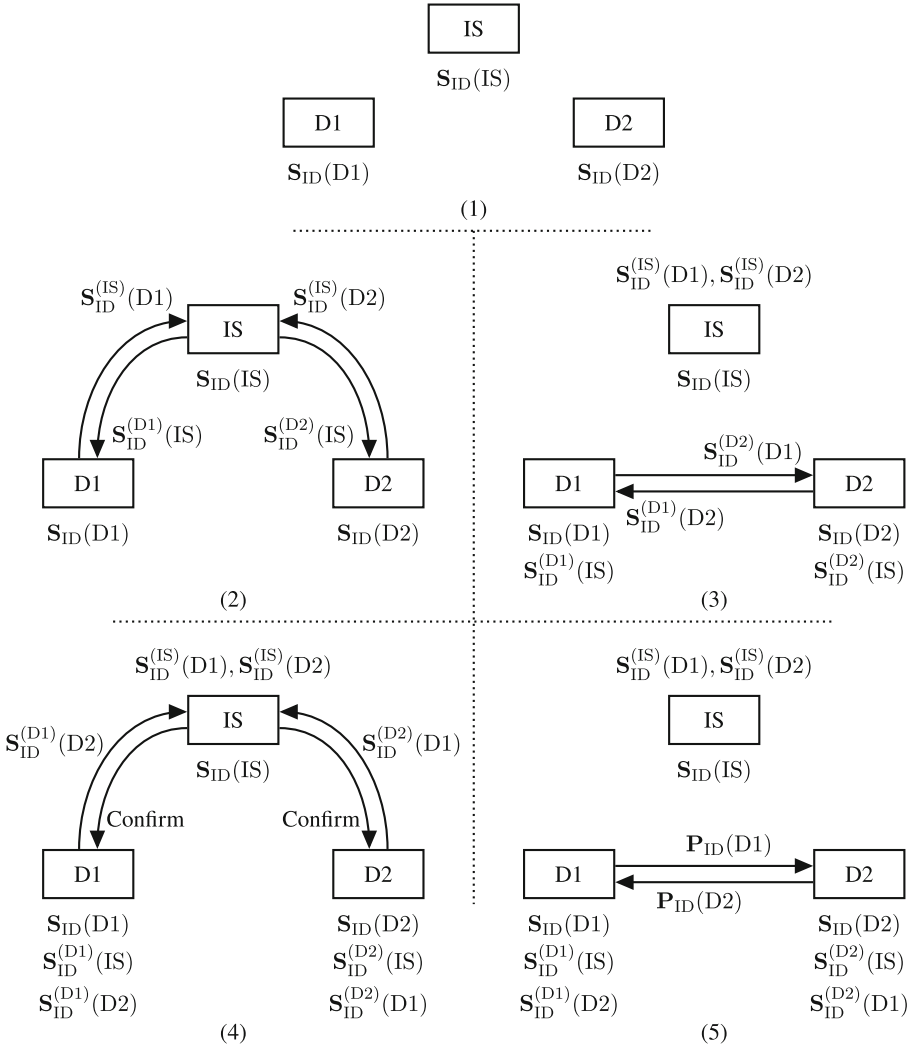 IS
S_ID(IS)
D1 D2
S_ID(D1) S_ID(D2)
(1)
S_ID^(IS)(D1) S_ID^(IS)(D2)
IS
S_ID(IS)
S_ID^(D1)(IS) S_ID^(D2)(IS)
D1 D2
S_ID(D1) S_ID(D2)
(2)
S_ID^(IS)(D1), S_ID^(IS)(D2)
IS
S_ID(IS)
S_ID^(D2)(D1)
D1 D2
S_ID^(D1)(D2)
S_ID(D1) S_ID(D2)
S_ID^(D1)(IS) S_ID^(D2)(IS)
(3)
S_ID^(IS)(D1), S_ID^(IS)(D2)
IS
S_ID^(D1)(D2) S_ID^(D2)(D1)
S_ID(IS)
Confirm Confirm
D1 D2
S_ID(D1) S_ID(D2)
S_ID^(D1)(IS) S_ID^(D2)(IS)
S_ID^(D1)(D2) S_ID^(D2)(D1)
(4)
S_ID^(IS)(D1), S_ID^(IS)(D2)
IS
S_ID(IS)
P_ID(D1)
D1 D2
P_ID(D2)
S_ID(D1) S_ID(D2)
S_ID^(D1)(IS) S_ID^(D2)(IS)
S_ID^(D1)(D2) S_ID^(D2)(D1)
(5)